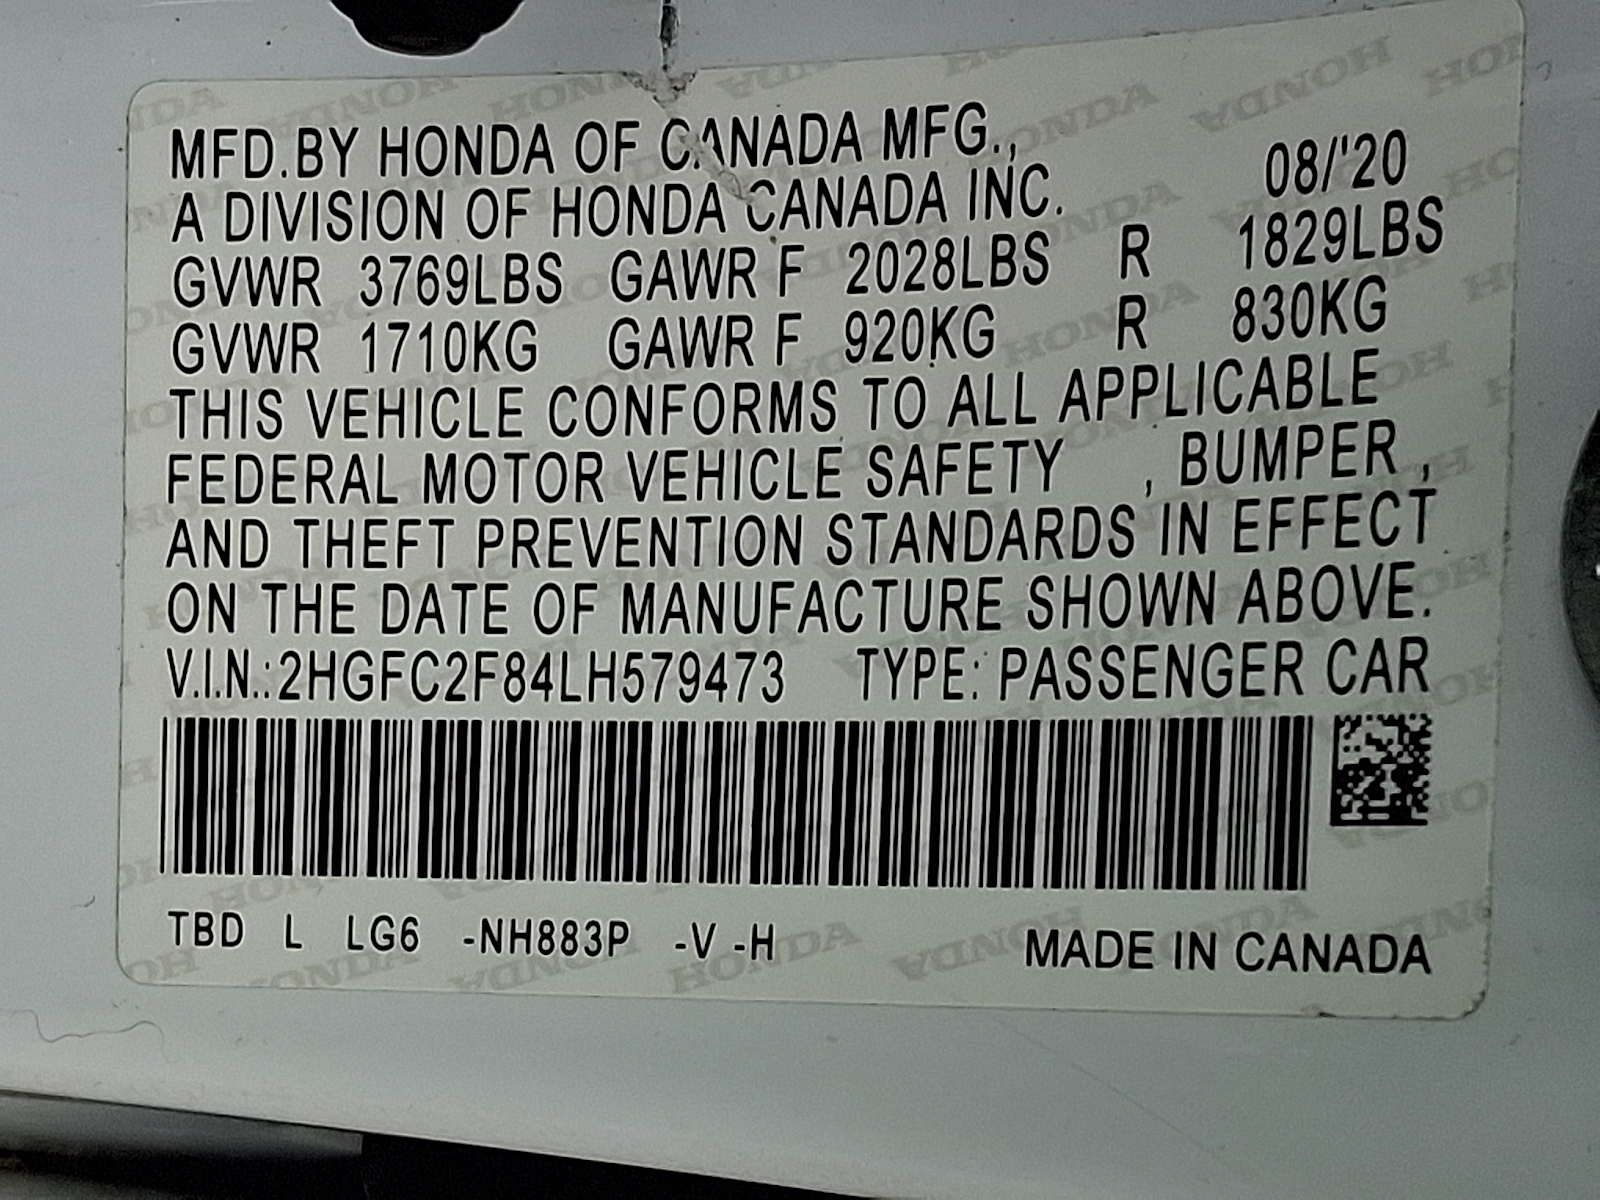 MFD.BY HONDA OF CANADA MFG.,
A DIVISION OF HONDA CANADA INC. 08/'20
GVWR 3769LBS GAWR F 2028LBS R 1829LBS
GVWR 1710KG GAWR F 920KG R 830KG
THIS VEHICLE CONFORMS TO ALL APPLICABLE
FEDERAL MOTOR VEHICLE SAFETY , BUMPER ,
AND THEFT PREVENTION STANDARDS IN EFFECT
ON THE DATE OF MANUFACTURE SHOWN ABOVE.
V.I.N.:2HGFC2F84LH579473 TYPE: PASSENGER CAR
TBD L LG6 -NH883P -V -H
MADE IN CANADA